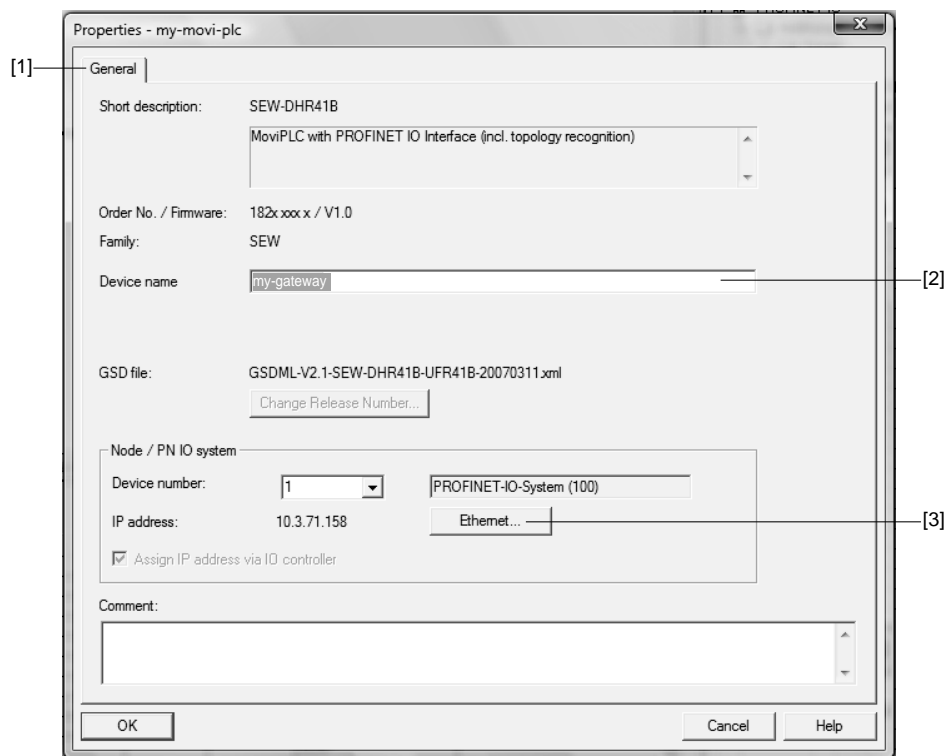 PROFINET IO
Properties - my-movi-plc
[1]
General
Short description: SEW-DHR41B
MoviPLC with PROFINET IO Interface (incl. topology recognition)
Order No. / Firmware: 182x xxx x / V1.0
Family: SEW
Device name my-gateway [2]
GSD file: GSDML-V2.1-SEW-DHR41B-UFR41B-20070311.xml
Change Release Number...
Node / PN IO system
Device number: 1 PROFINET-IO-System (100)
IP address: 10.3.71.158 Ethernet... [3]
Assign IP address via IO controller
Comment:
OK Cancel Help